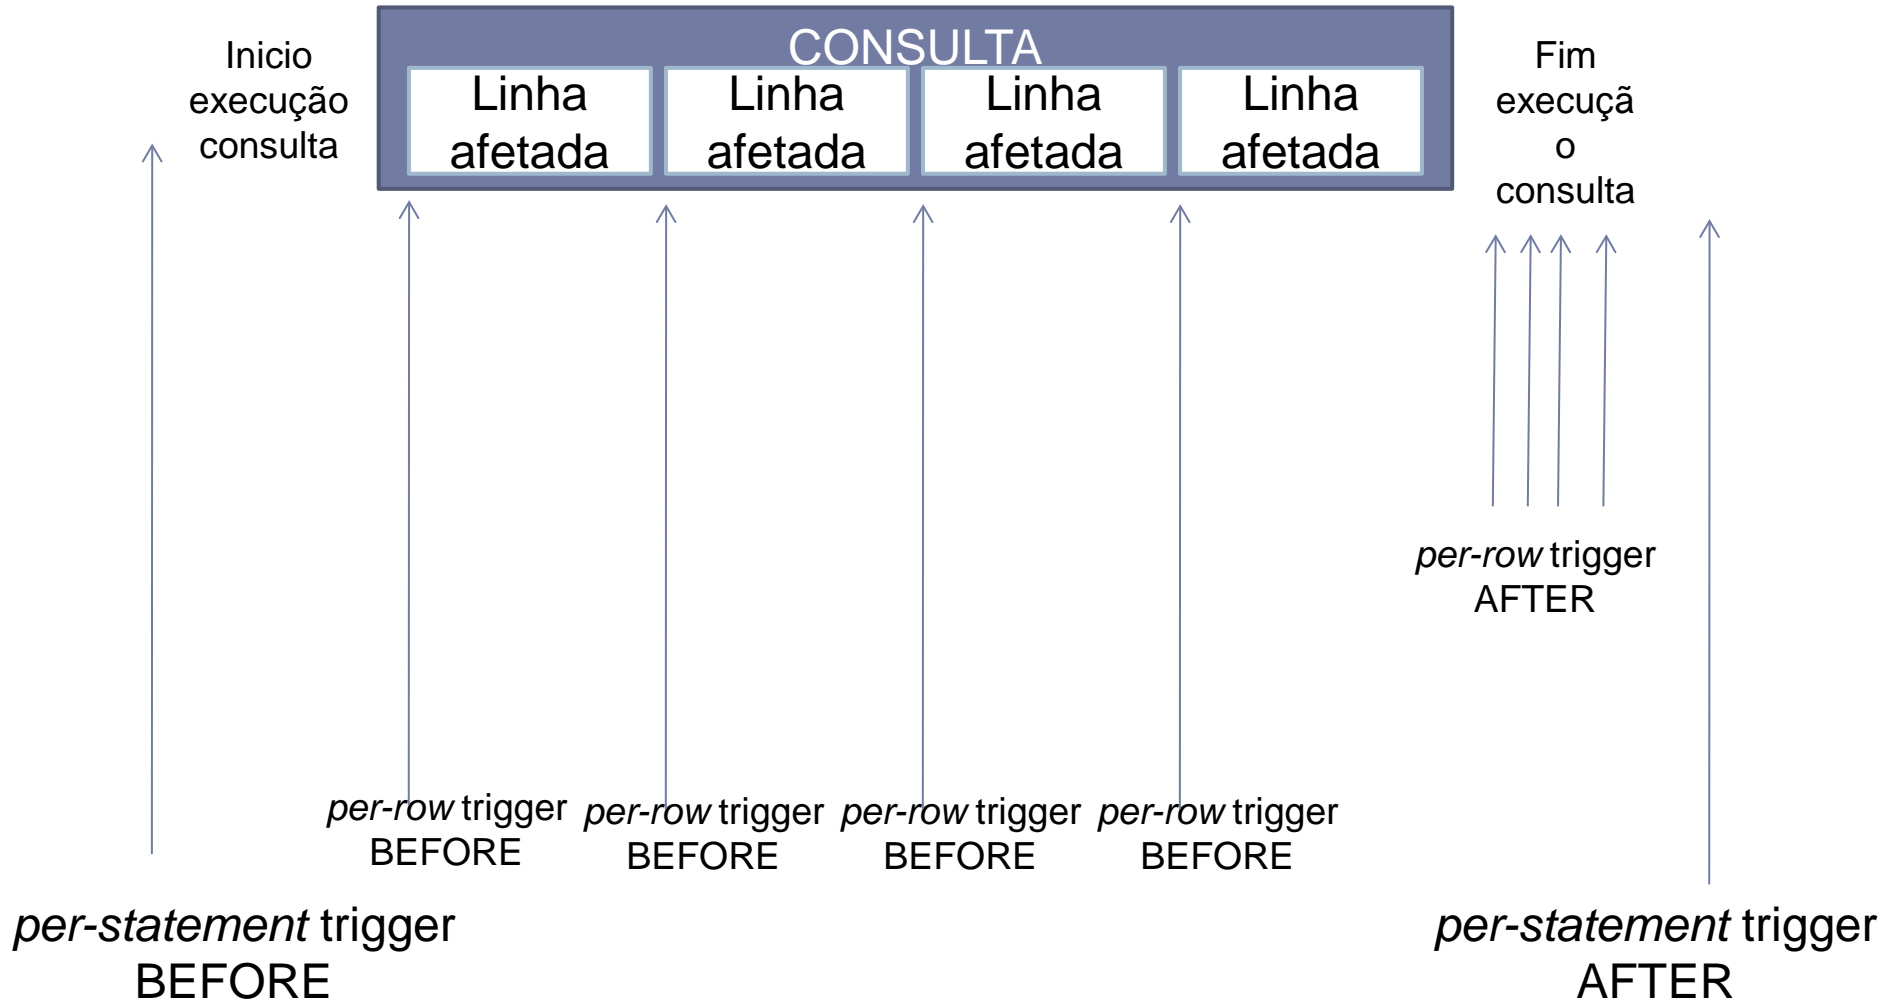 Inicio
execução
consulta
CONSULTA
Linha
afetada
Linha
afetada
Linha
afetada
Linha
afetada
Fim
execuçã
o
consulta
per-row trigger
AFTER
per-row trigger
BEFORE
per-row trigger
BEFORE
per-row trigger
BEFORE
per-row trigger
BEFORE
per-statement trigger
BEFORE
per-statement trigger
AFTER